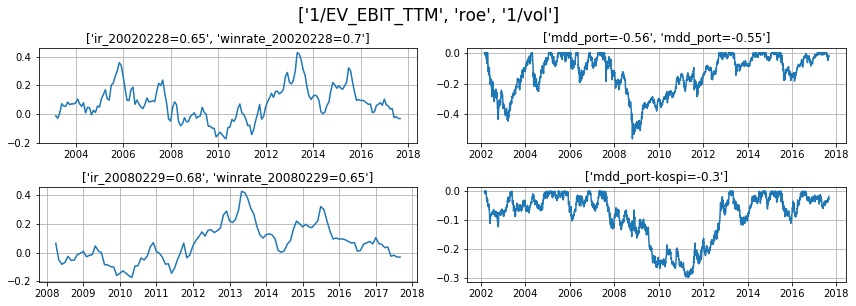 ['1/EV_EBIT_TTM', 'roe', '1/vol']
['ir_20020228=0.65', 'winrate_20020228=0.7']
0.4
0.2
0.0
−0.2
2004 2006 2008 2010 2012 2014 2016 2018
['mdd_port=-0.56', 'mdd_port=-0.55']
0.0
−0.2
−0.4
2002 2004 2006 2008 2010 2012 2014 2016 2018
['ir_20080229=0.68', 'winrate_20080229=0.65']
0.4
0.2
0.0
−0.2
2008 2009 2010 2011 2012 2013 2014 2015 2016 2017 2018
['mdd_port-kospi=-0.3']
0.0
−0.1
−0.2
−0.3
2002 2004 2006 2008 2010 2012 2014 2016 2018